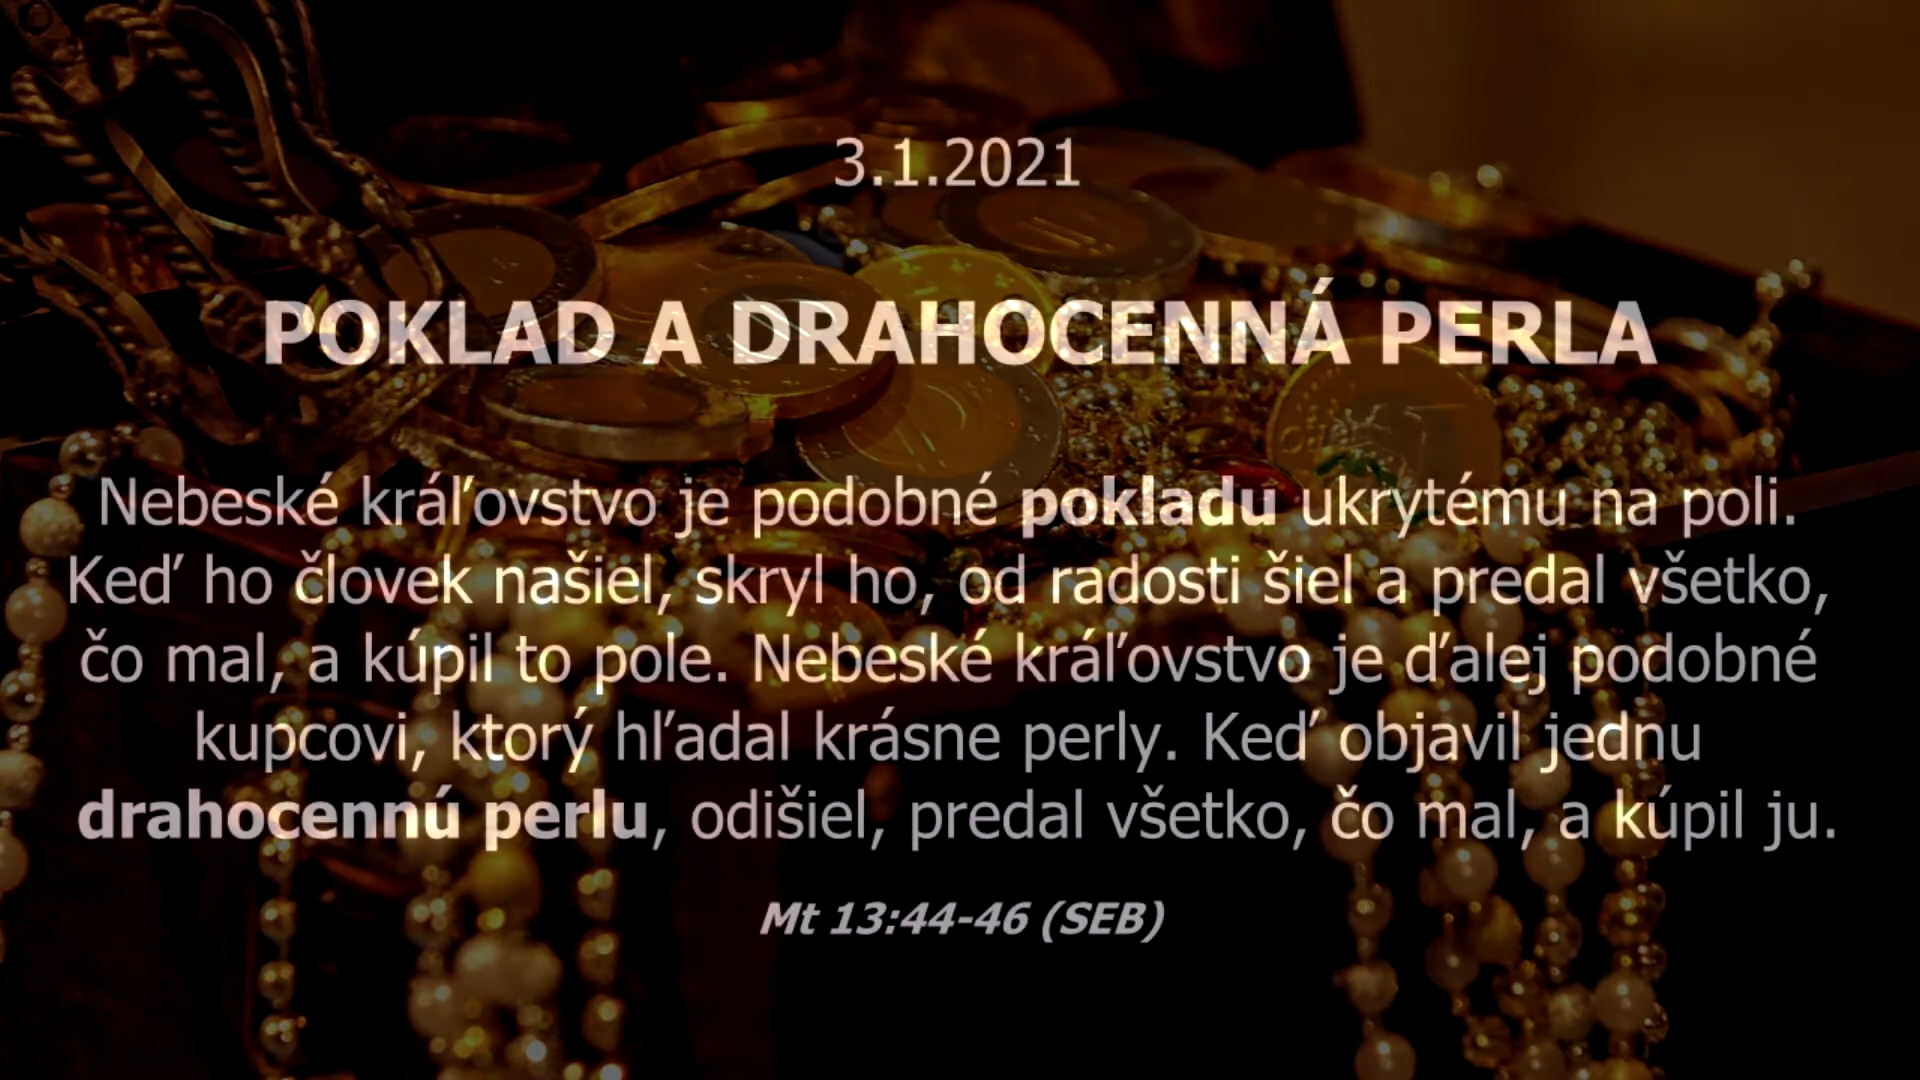 3.1.2021
POKLAD A DRAHOCENNÁ PERLA
Nebeské kráľovstvo je podobné pokladu ukrytému na poli.
Keď ho človek našiel, skryl ho, od radosti šiel a predal všetko,
čo mal, a kúpil to pole. Nebeské kráľovstvo je ďalej podobné
kupcovi, ktorý hľadal krásne perly. Keď objavil jednu
drahocennú perlu, odišiel, predal všetko, čo mal, a kúpil ju.
Mt 13:44-46 (SEB)